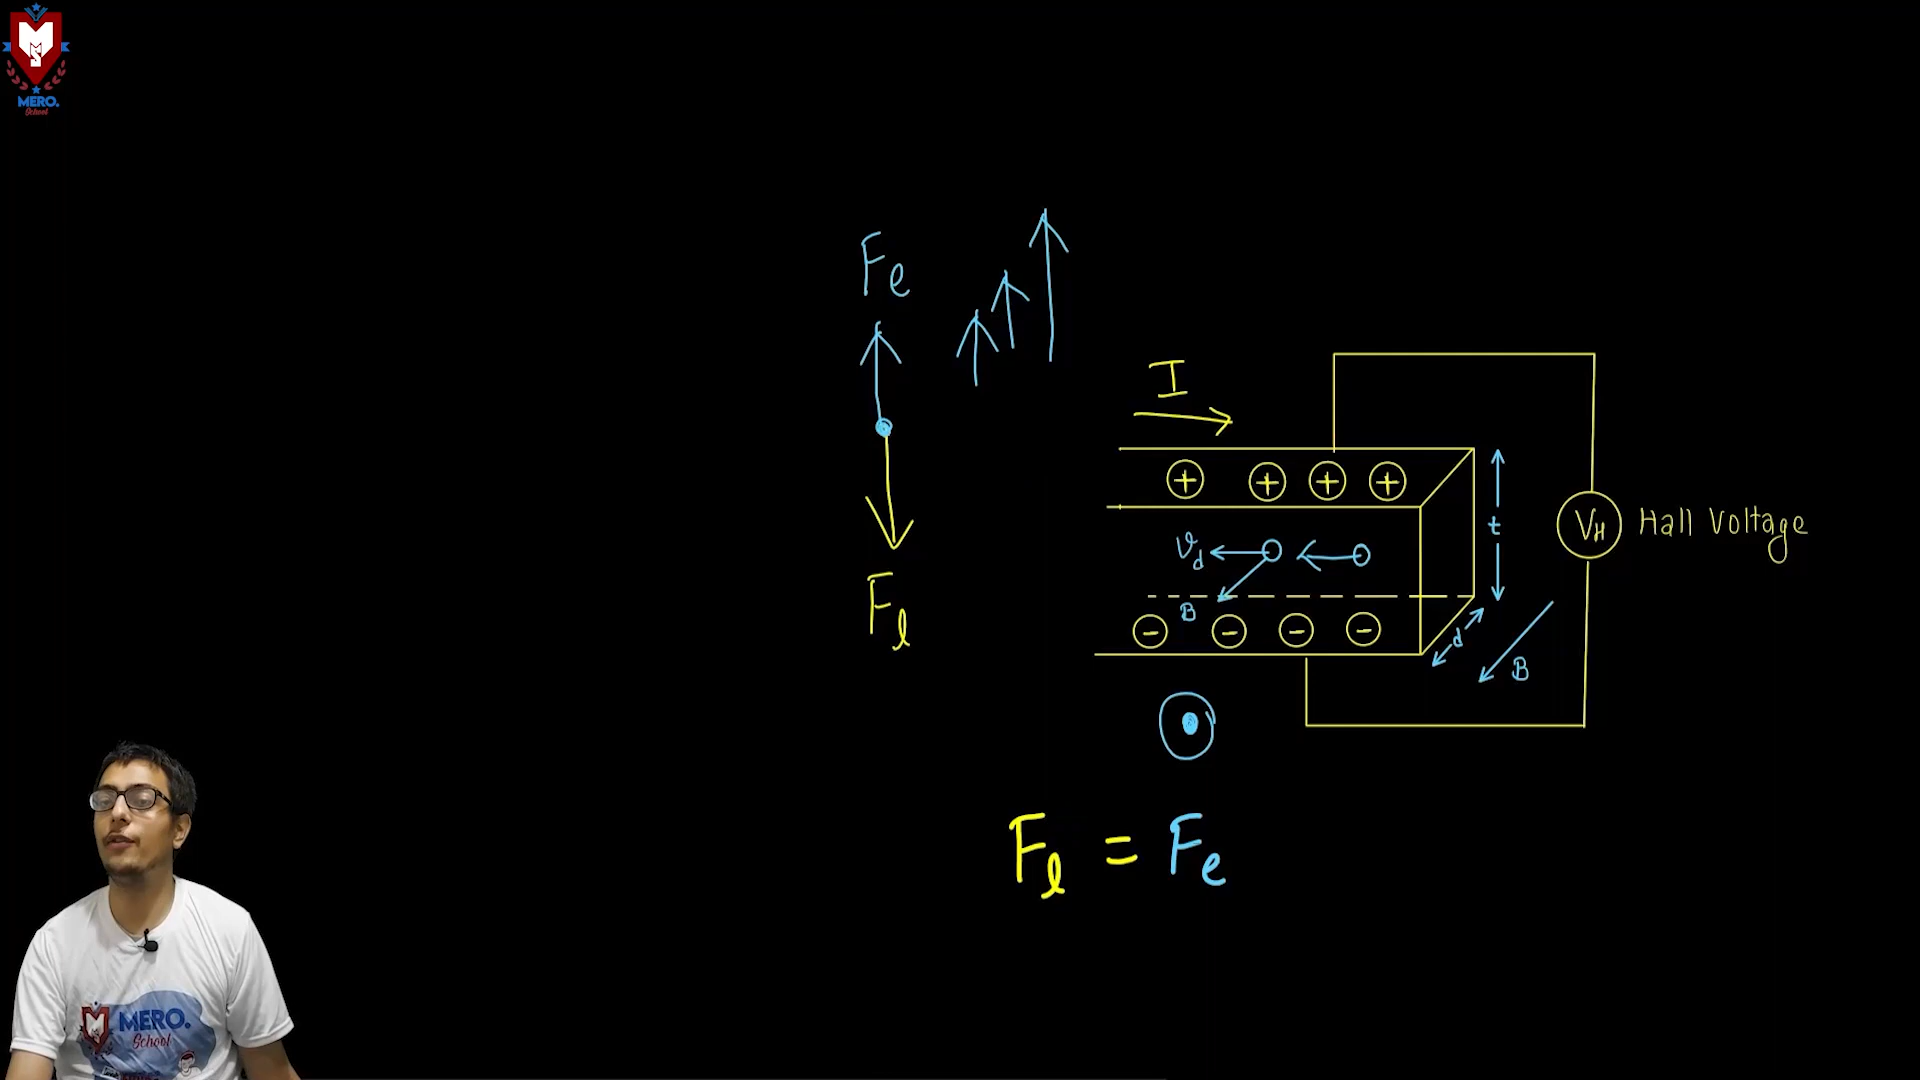 MERO.
School
Fe
I
+ + + +
t
VH Hall Voltage
vd
B
- - - -
d
B
Fl
Fl = Fe
MERO.
School